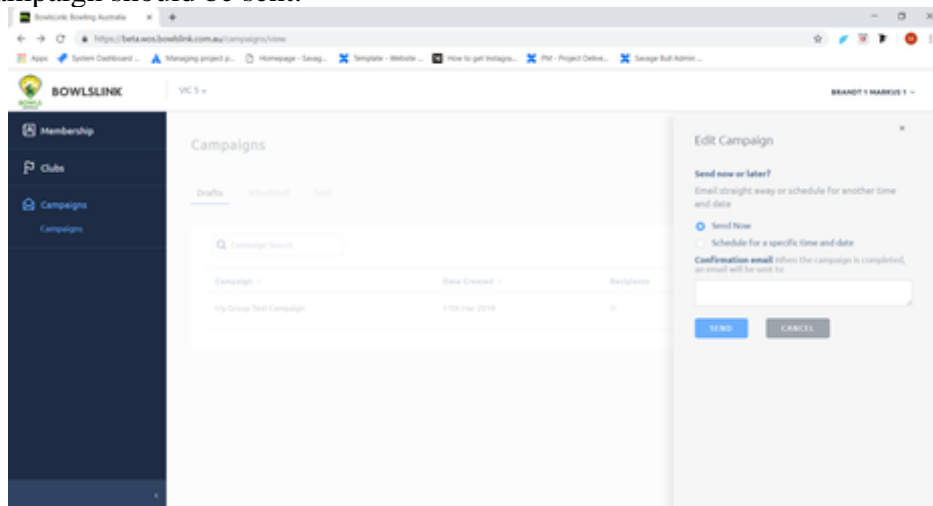 campaign should be sent.
BowlsLink: Bowling Australia
https://beta.wos.bowlslink.com.au/campaigns/view
Apps System Dashboard ... Managing project p... Homepage - Savag... Template - Website ... How to get Instagra... PM - Project Delive... Savage Bull Admin ...
BOWLSLINK VIC 5 BRANDT 1 MARKUS 1
Membership
Clubs
Campaigns
Campaigns
Campaigns
Drafts Scheduled Sent
Campaign Search
Campaign Date Created Recipients
My Group Test Campaign 11th Mar 2019
Edit Campaign
Send now or later?
Email straight away or schedule for another time
and date
Send Now
Schedule for a specific time and date
Confirmation email When the campaign is completed,
an email will be sent to:
SEND CANCEL